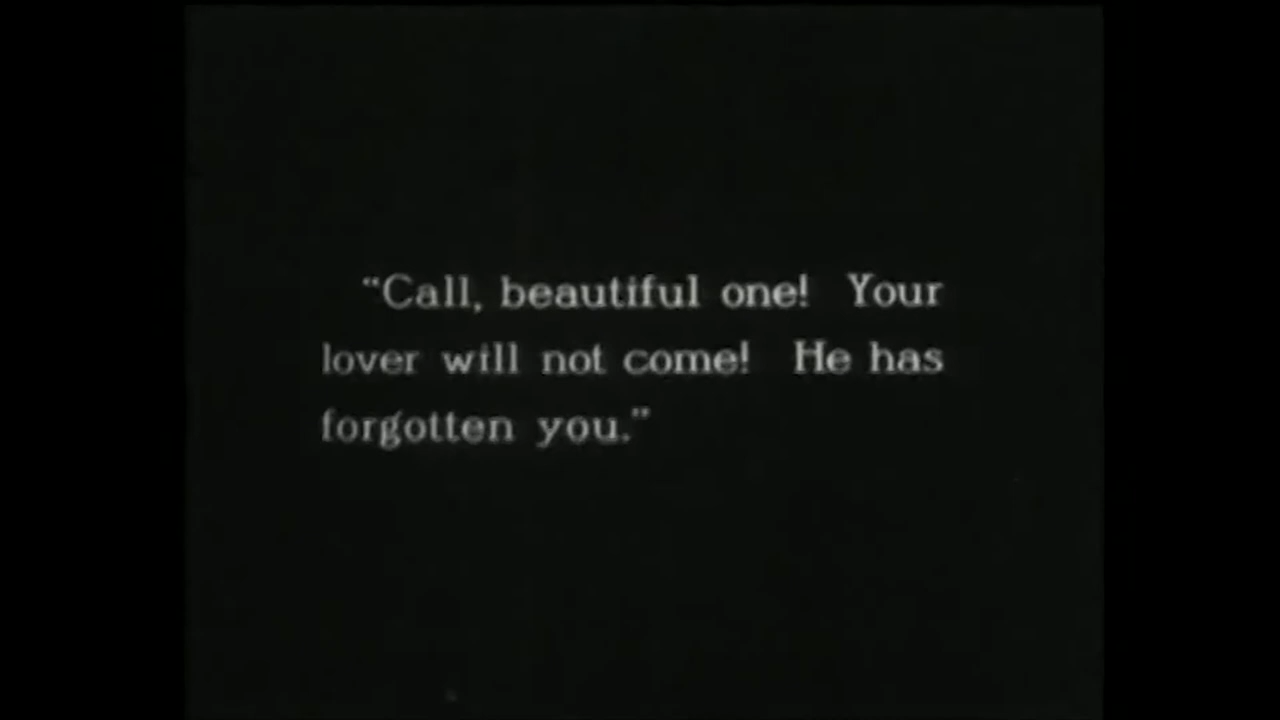 “Call, beautiful one! Your
lover will not come! He has
forgotten you.”